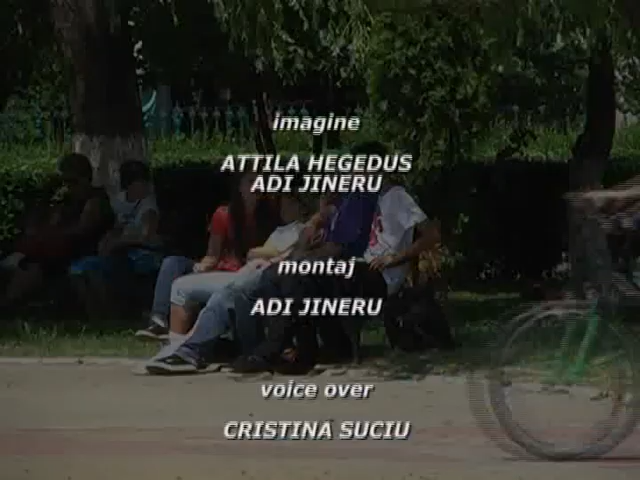 imagine
ATTILA HEGEDUS
ADI JINERU
montaj
ADI JINERU
voice over
CRISTINA SUCIU